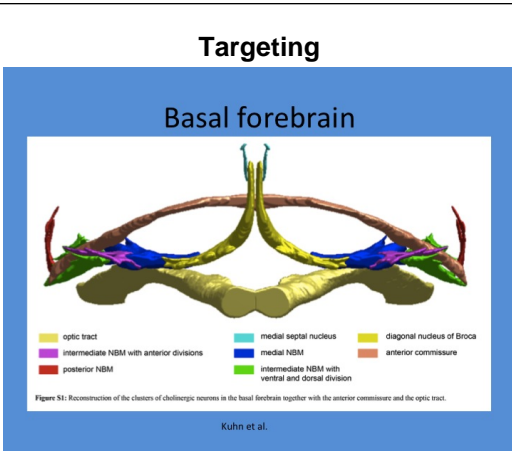 Targeting
Basal forebrain
optic tract
intermediate NBM with anterior divisions
posterior NBM
medial septal nucleus
medial NBM
intermediate NBM with
ventral and dorsal division
diagonal nucleus of Broca
anterior commissure
Figure S1: Reconstruction of the clusters of cholinergic neurons in the basal forebrain together with the anterior commissure and the optic tract.
Kuhn et al.